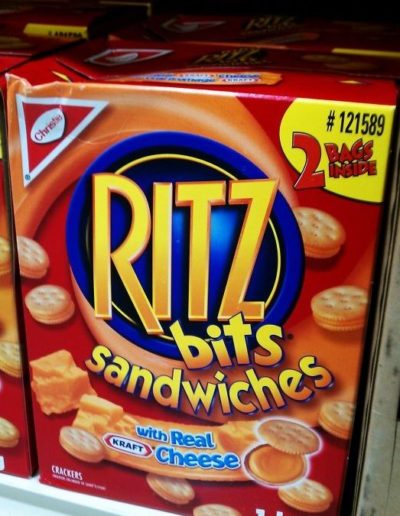 Christie
# 121589
2 BAGS
INSIDE
RITZ
bits
sandwiches
with Real
KRAFT Cheese
CRACKERS